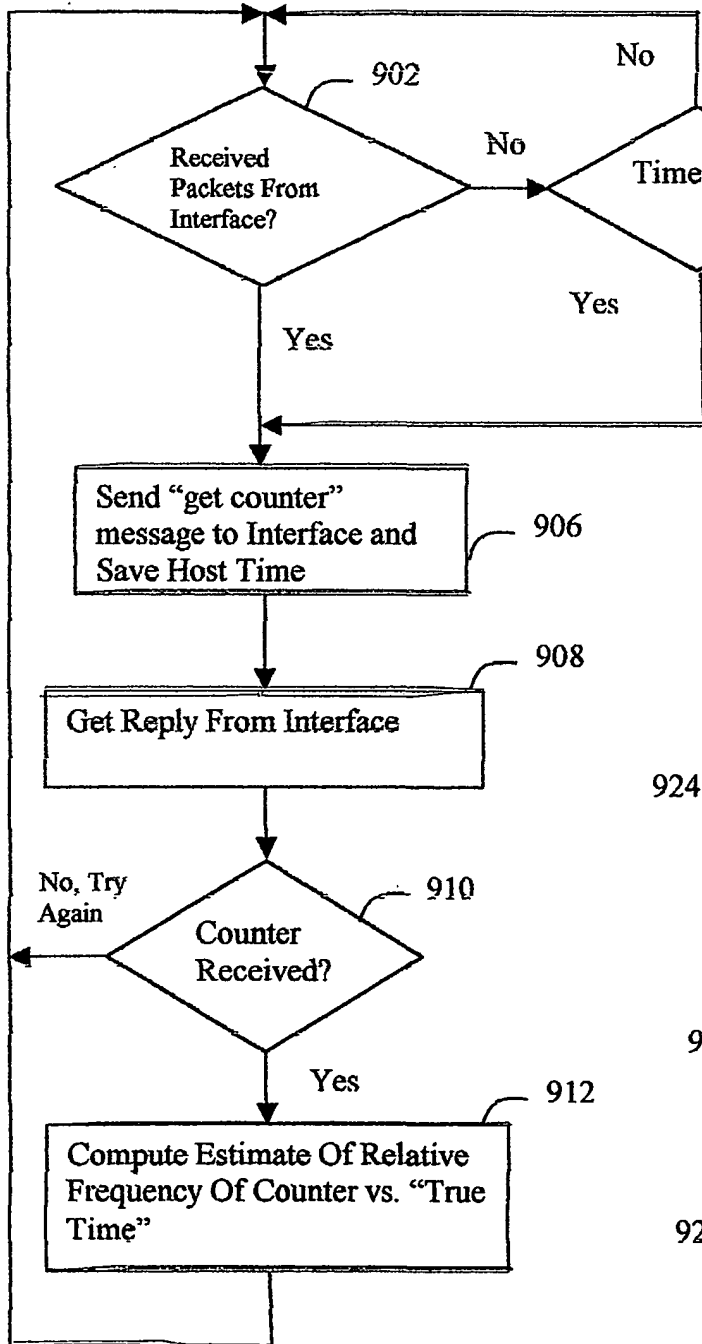 No
902
Received
Packets From
Interface?
No
Time
Yes
Yes
Send “get counter”
message to Interface and
Save Host Time
906
908
Get Reply From Interface
924
No, Try
Again
910
Counter
Received?
9
Yes
912
Compute Estimate Of Relative
Frequency Of Counter vs. “True
Time”
92